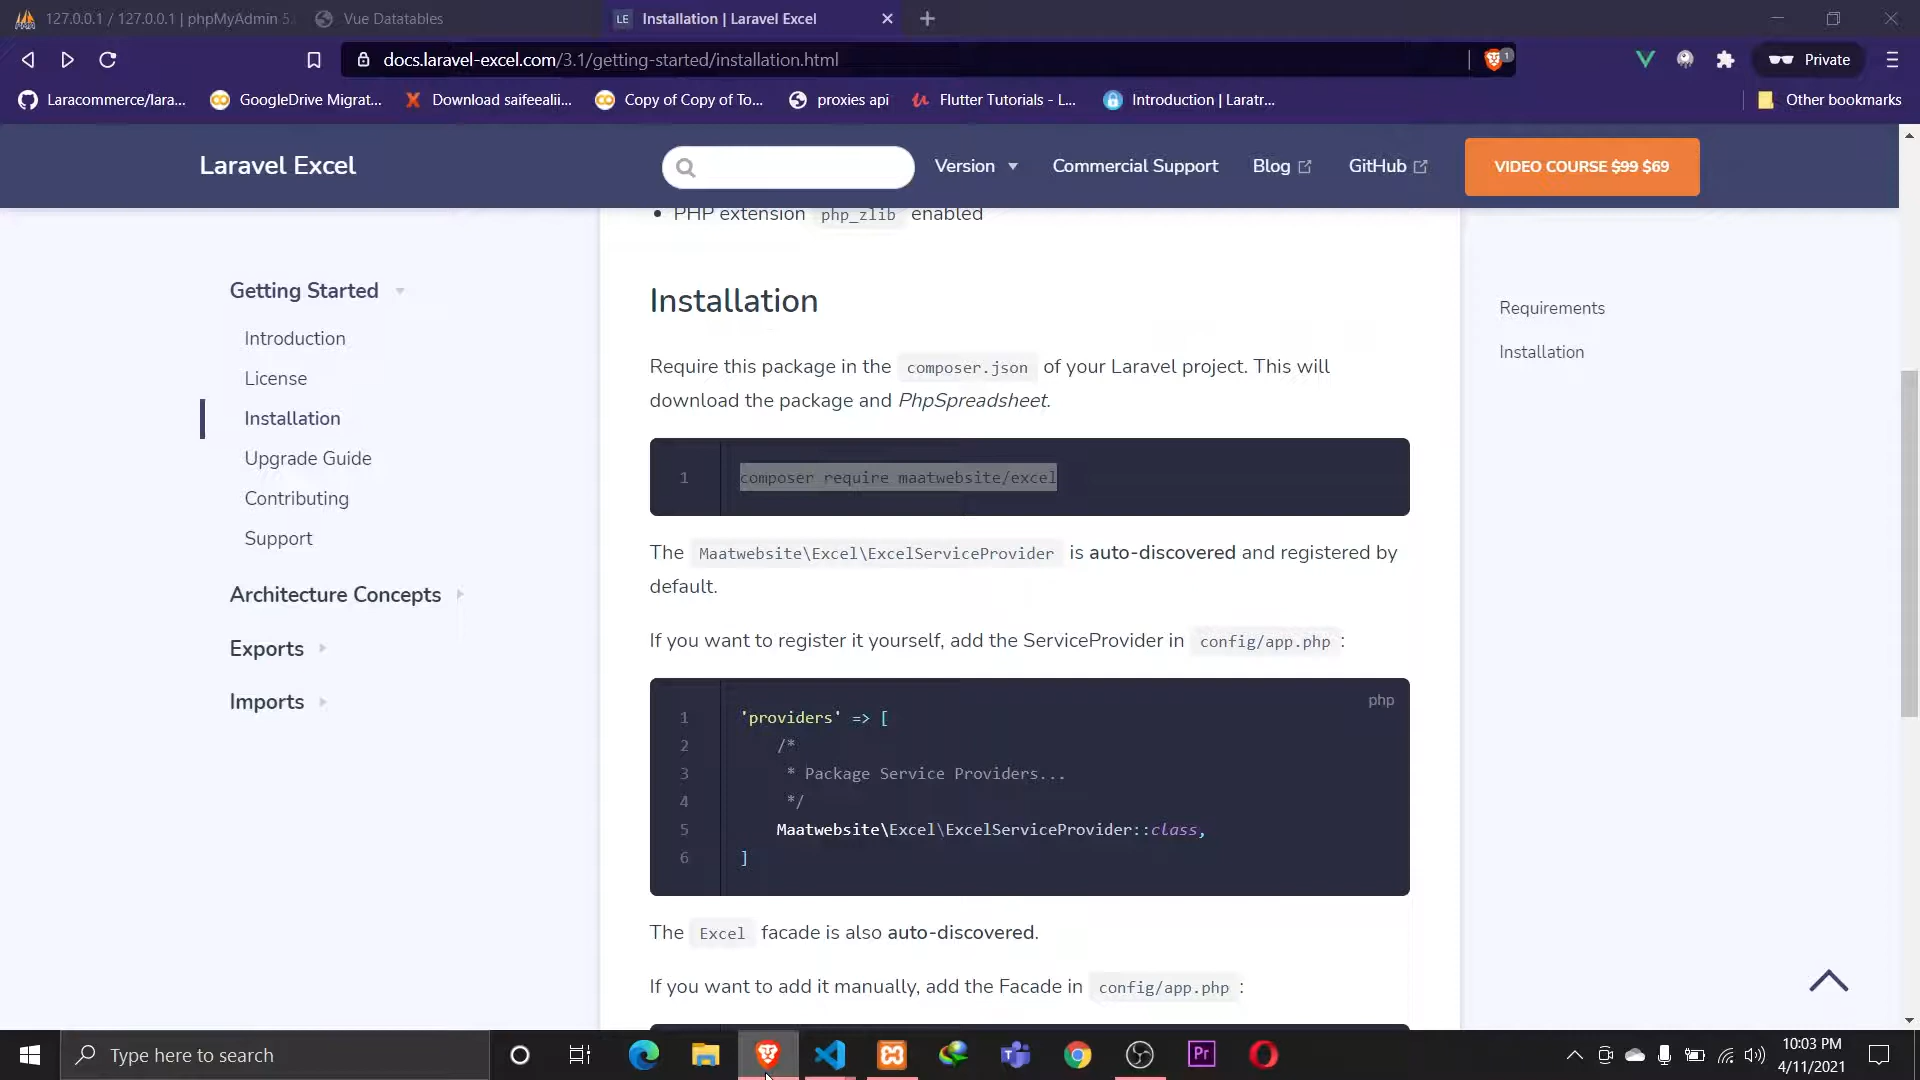 127.0.0.1 / 127.0.0.1 | phpMyAdmin 5.
Vue Datatables
LE Installation | Laravel Excel
docs.laravel-excel.com/3.1/getting-started/installation.html
1
Private
Laracommerce/lara...
GoogleDrive Migrat...
Download saifeealii...
Copy of Copy of To...
proxies api
Flutter Tutorials - L...
Introduction | Laratr...
Other bookmarks
Laravel Excel
Version
Commercial Support
Blog
GitHub
VIDEO COURSE $99 $69
Getting Started
Introduction
License
Installation
Upgrade Guide
Contributing
Support
Architecture Concepts
Exports
Imports
• PHP extension php_zlib enabled
Installation
Require this package in the composer.json of your Laravel project. This will
download the package and PhpSpreadsheet.
1 composer require maatwebsite/excel
The Maatwebsite\Excel\ExcelServiceProvider is auto-discovered and registered by
default.
If you want to register it yourself, add the ServiceProvider in config/app.php :
php
1 'providers' => [
2 /*
3 * Package Service Providers...
4 */
5 Maatwebsite\Excel\ExcelServiceProvider::class,
6 ]
The Excel facade is also auto-discovered.
If you want to add it manually, add the Facade in config/app.php :
Requirements
Installation
Type here to search
Pr
10:03 PM
4/11/2021